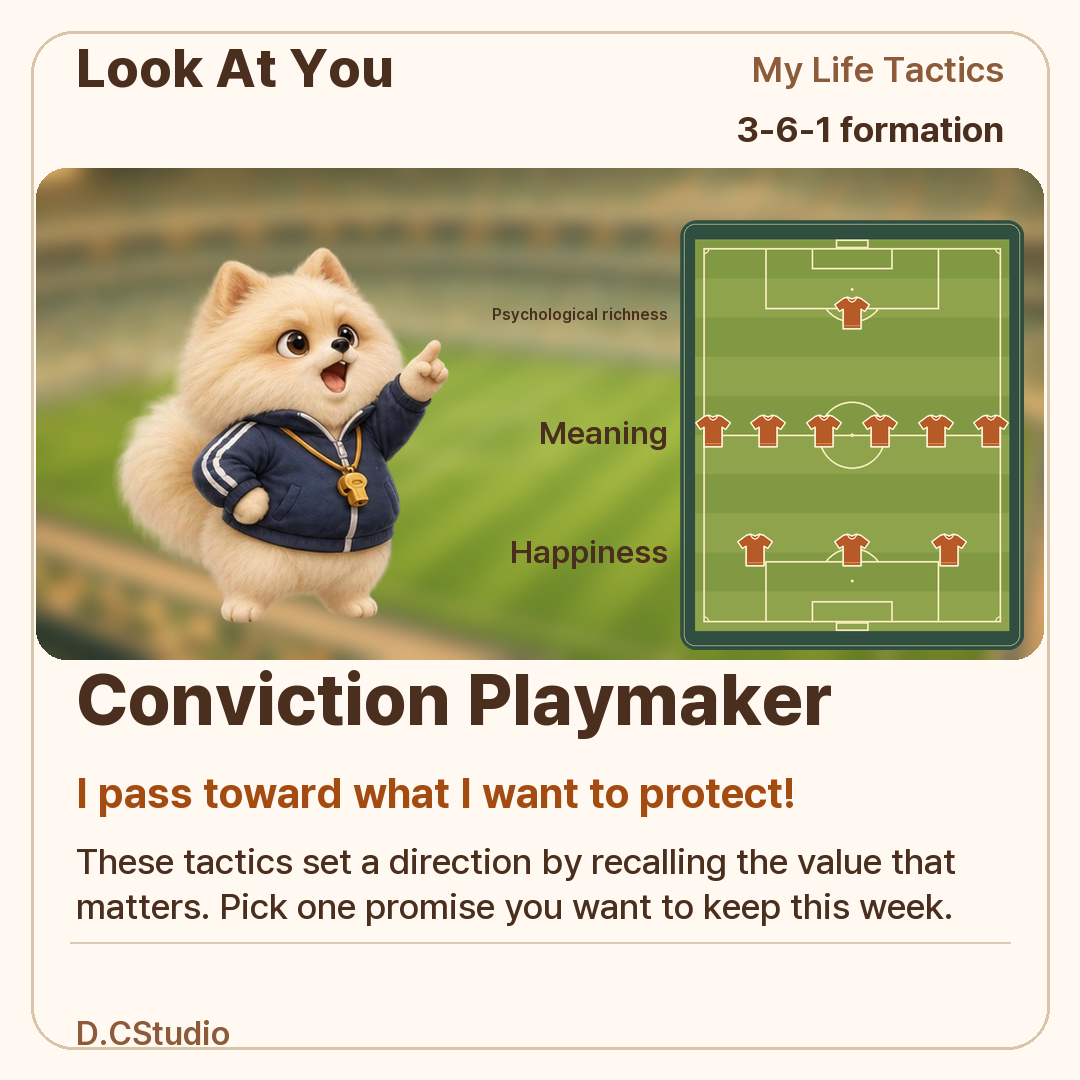 Look At You
My Life Tactics
3-6-1 formation
Psychological richness
Meaning
Happiness
Conviction Playmaker
I pass toward what I want to protect!
These tactics set a direction by recalling the value that
matters. Pick one promise you want to keep this week.
D.CStudio